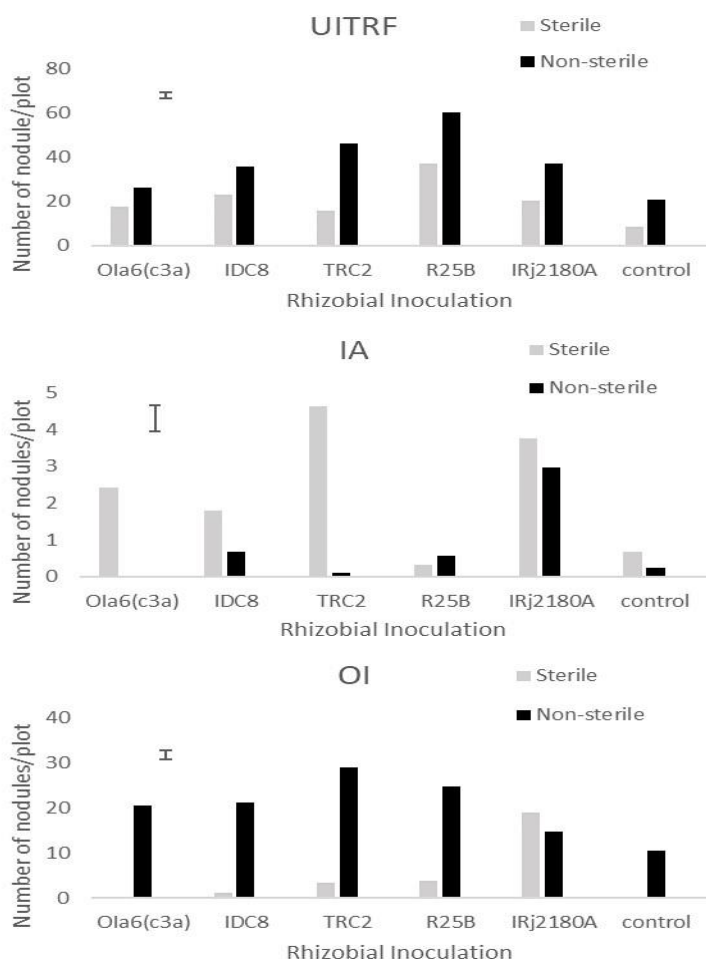 UITRF
Sterile
Non-sterile
Number of nodule/plot
80
60
40
20
0
Ola6(c3a) IDC8 TRC2 R25B IRj2180A control
Rhizobial Inoculation
IA
Sterile
Non-sterile
Number of nodules/plot
5
4
3
2
1
0
Ola6(c3a) IDC8 TRC2 R25B IRj2180A control
Rhizobial Inoculation
OI
Sterile
Non-sterile
Number of nodules/plot
40
30
20
10
0
Ola6(c3a) IDC8 TRC2 R25B IRj2180A control
Rhizobial Inoculation